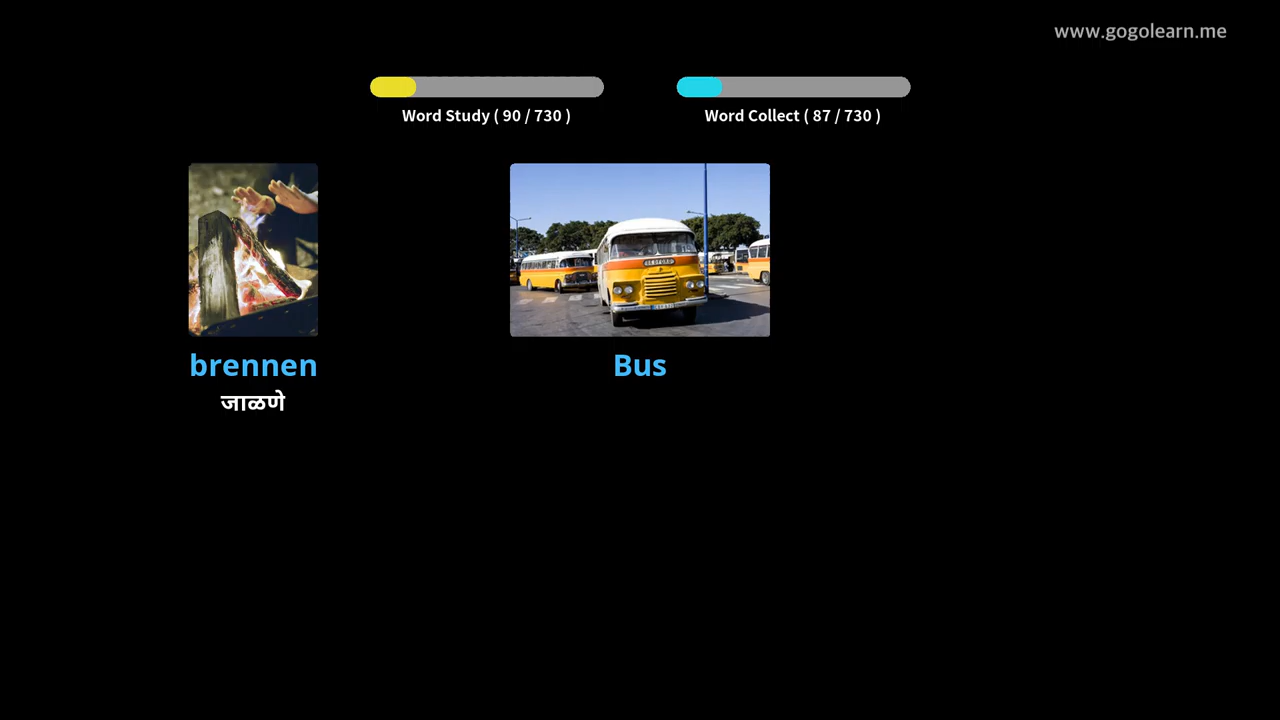 www.gogolearn.me
Word Study ( 90 / 730 )
Word Collect ( 87 / 730 )
brennen
जाळणे
Bus